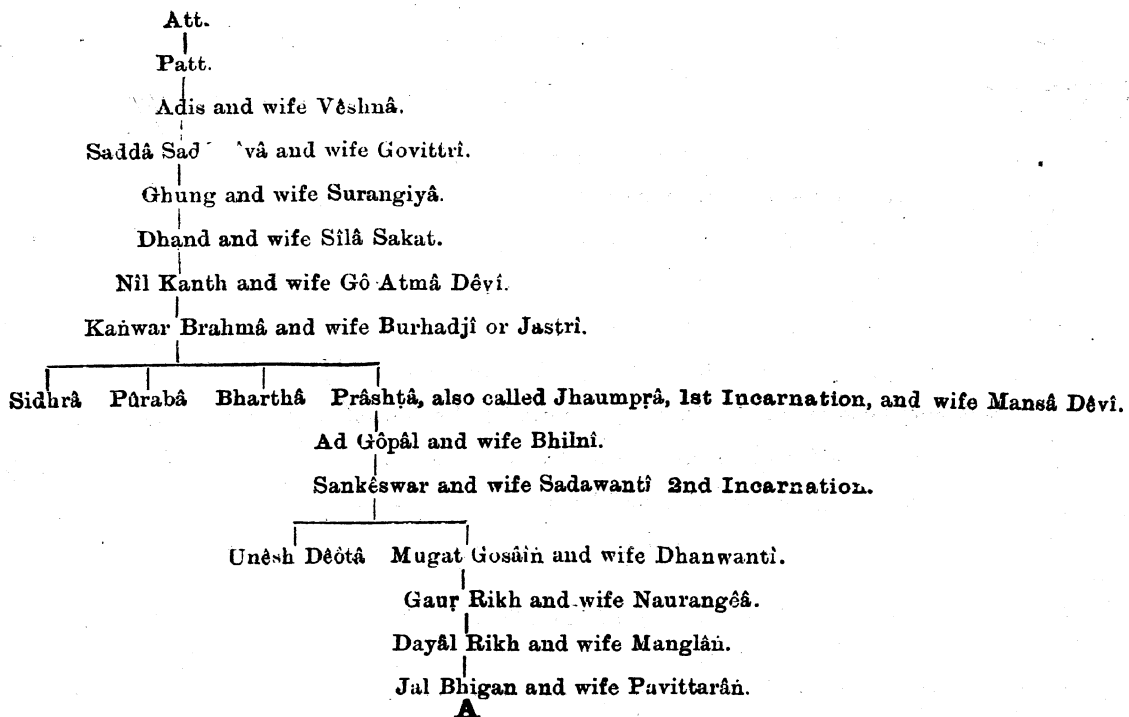 Att.
Patt.
Adis and wife Vêshnâ.
Saddâ and wife Govittrî.
Ghung and wife Surangiyâ.
Dhand and wife Sîlâ Sakat.
Nîl Kanth and wife Gô Atmâ Dêvî.
Kaṅwar Brahmâ and wife Burhadjî or Jastrî.
Sidhrâ Pûrabâ Bharthâ Prâshṭâ, also called Jhaumpṛâ, 1st Incarnation, and wife Mansâ Dêvî.
Ad Gôpâl and wife Bhilnî.
Sankêswar and wife Sadawantî 2nd Incarnation.
Unêsh Dêòtâ Mugat Gosâiṅ and wife Dhanwantî.
Gauṛ Rikh and wife Naurangêâ.
Dayâl Rikh and wife Manglâṅ.
Jal Bhigan and wife Pavittarâṅ.
A